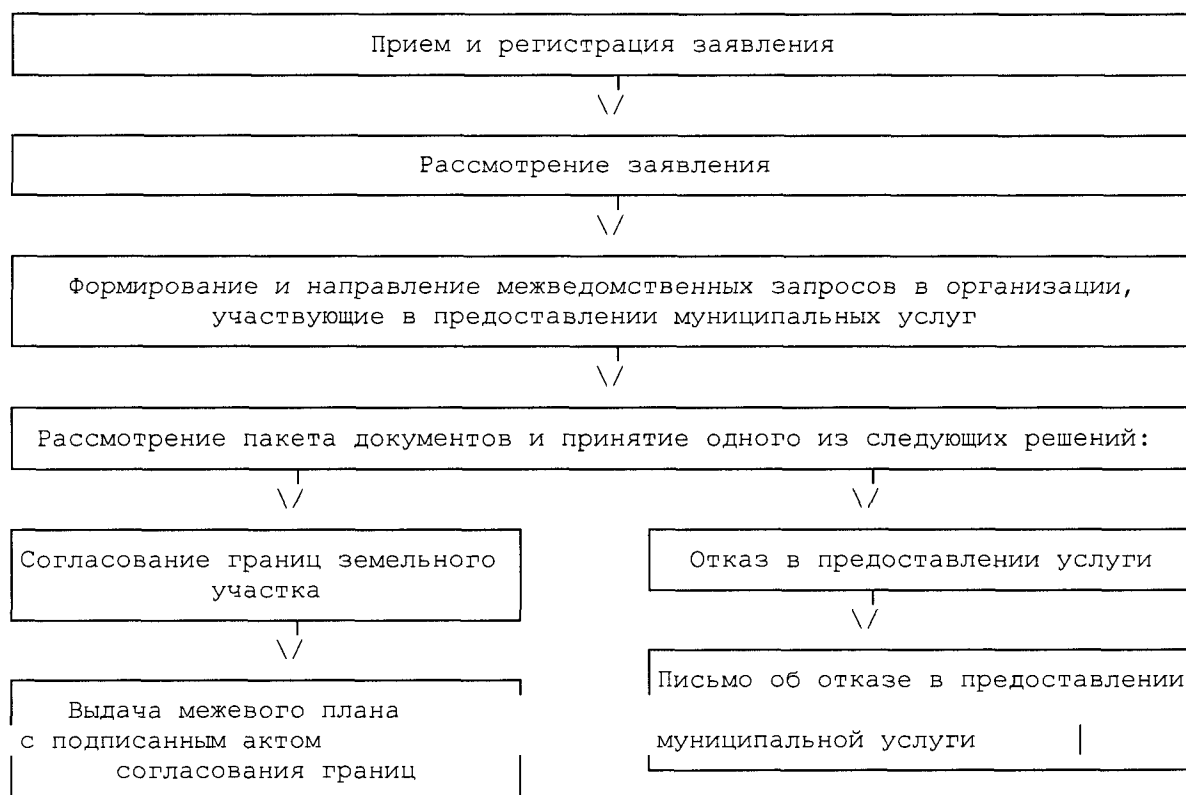 Прием и регистрация заявления
Рассмотрение заявления
Формирование и направление межведомственных запросов в организации,
участвующие в предоставлении муниципальных услуг
Рассмотрение пакета документов и принятие одного из следующих решений:
Согласование границ земельного
участка
Отказ в предоставлении услуги
Выдача межевого плана
с подписанным актом
согласования границ
Письмо об отказе в предоставлении
муниципальной услуги